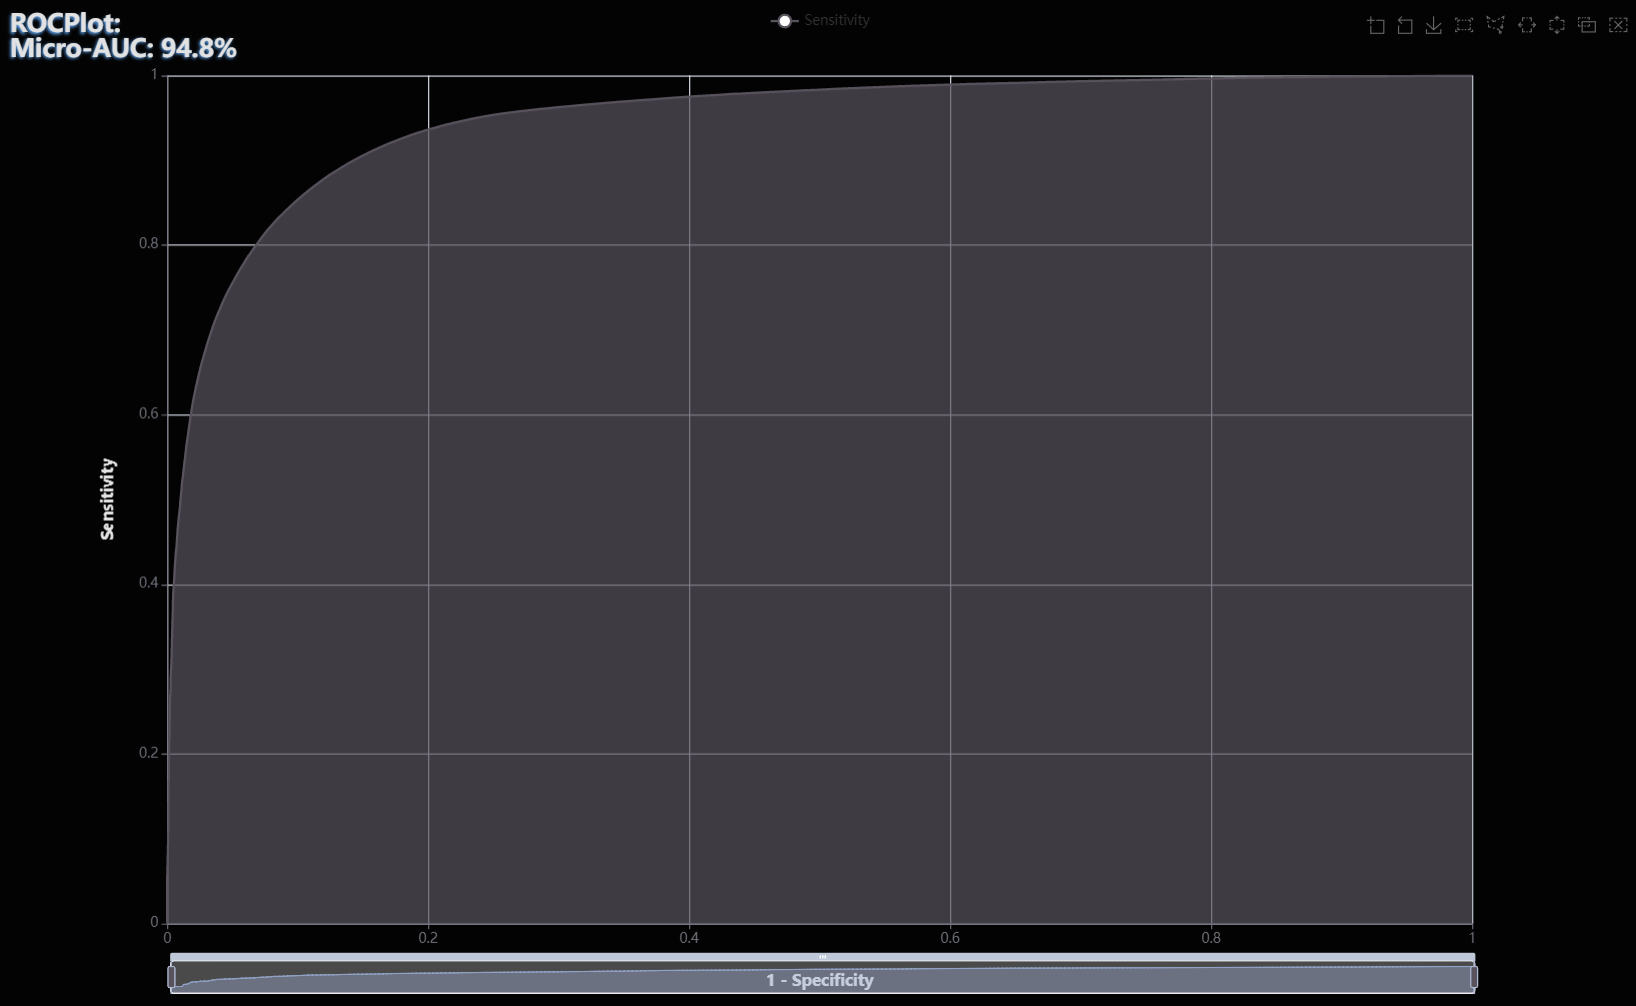 ROCPlot:
Micro-AUC: 94.8%
Sensitivity
1
0.8
0.6
0.4
0.2
0
Sensitivity
0 0.2 0.4 0.6 0.8 1
1 - Specificity